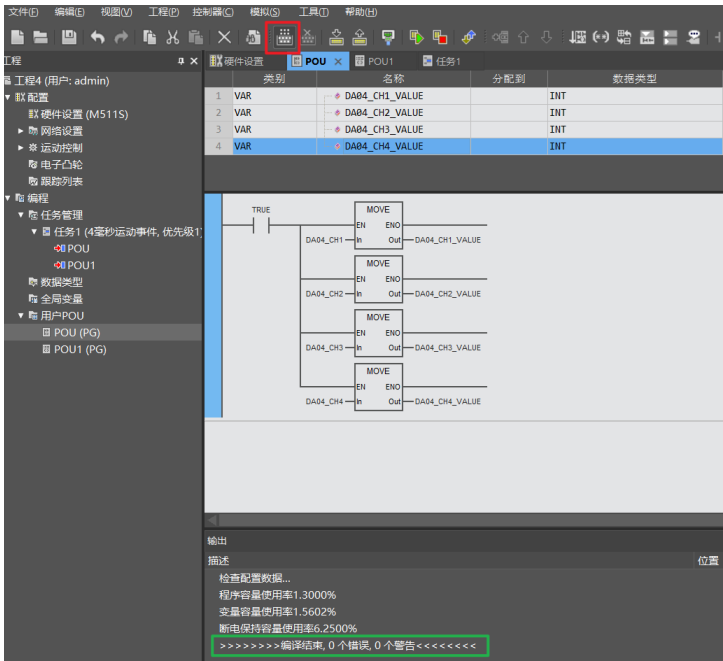 文件(F) 编辑(E) 视图(V) 工程(P) 控制器(C) 模拟(S) 工具(T) 帮助(H)
工程
硬件设置 POU POU1 任务1
工程4 (用户: admin)
配置
硬件设置 (M511S)
网络设置
运动控制
电子凸轮
跟踪列表
编程
任务管理
任务1 (4毫秒运动事件, 优先级1)
POU
POU1
数据类型
全局变量
用户POU
POU (PG)
POU1 (PG)
类别 名称 分配到 数据类型
1 VAR DA04_CH1_VALUE INT
2 VAR DA04_CH2_VALUE INT
3 VAR DA04_CH3_VALUE INT
4 VAR DA04_CH4_VALUE INT
TRUE MOVE
EN ENO
DA04_CH1 In Out DA04_CH1_VALUE
MOVE
EN ENO
DA04_CH2 In Out DA04_CH2_VALUE
MOVE
EN ENO
DA04_CH3 In Out DA04_CH3_VALUE
MOVE
EN ENO
DA04_CH4 In Out DA04_CH4_VALUE
输出
描述 位置
检查配置数据...
程序容量使用率1.3000%
变量容量使用率1.5602%
断电保持容量使用率6.2500%
>>>>>>>>编译结束, 0 个错误, 0 个警告<<<<<<<<